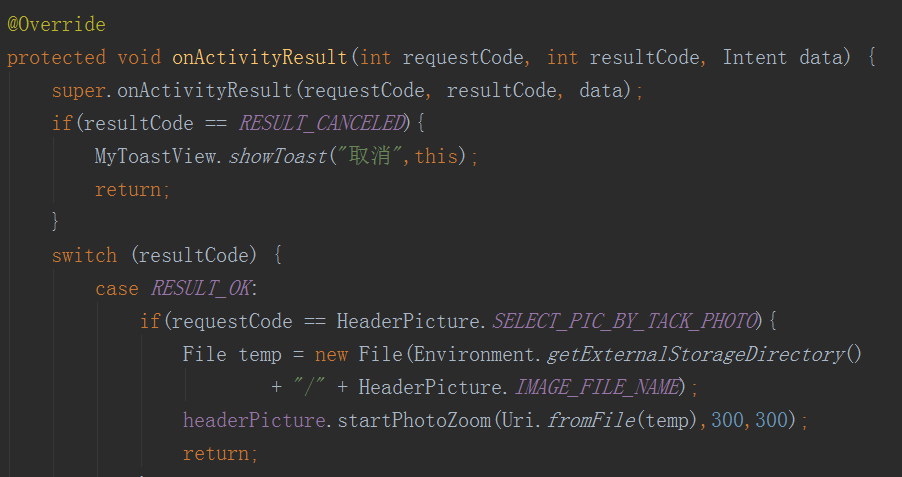 @Override
protected void onActivityResult(int requestCode, int resultCode, Intent data) {
super.onActivityResult(requestCode, resultCode, data);
if(resultCode == RESULT_CANCELED){
MyToastView.showToast("取消",this);
return;
}
switch (resultCode) {
case RESULT_OK:
if(requestCode == HeaderPicture.SELECT_PIC_BY_TACK_PHOTO){
File temp = new File(Environment.getExternalStorageDirectory()
+ "/" + HeaderPicture.IMAGE_FILE_NAME);
headerPicture.startPhotoZoom(Uri.fromFile(temp),300,300);
return;